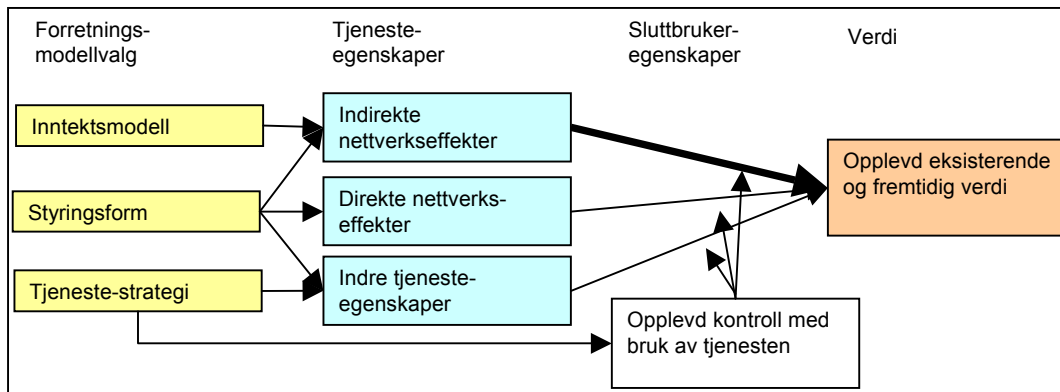 Forretnings-
modellvalg
Tjeneste-
egenskaper
Sluttbruker-
egenskaper
Verdi
Inntektsmodell
Indirekte
nettverkseffekter
Opplevd eksisterende
og fremtidig verdi
Styringsform
Direkte nettverks-
effekter
Tjeneste-strategi
Indre tjeneste-
egenskaper
Opplevd kontroll med
bruk av tjenesten